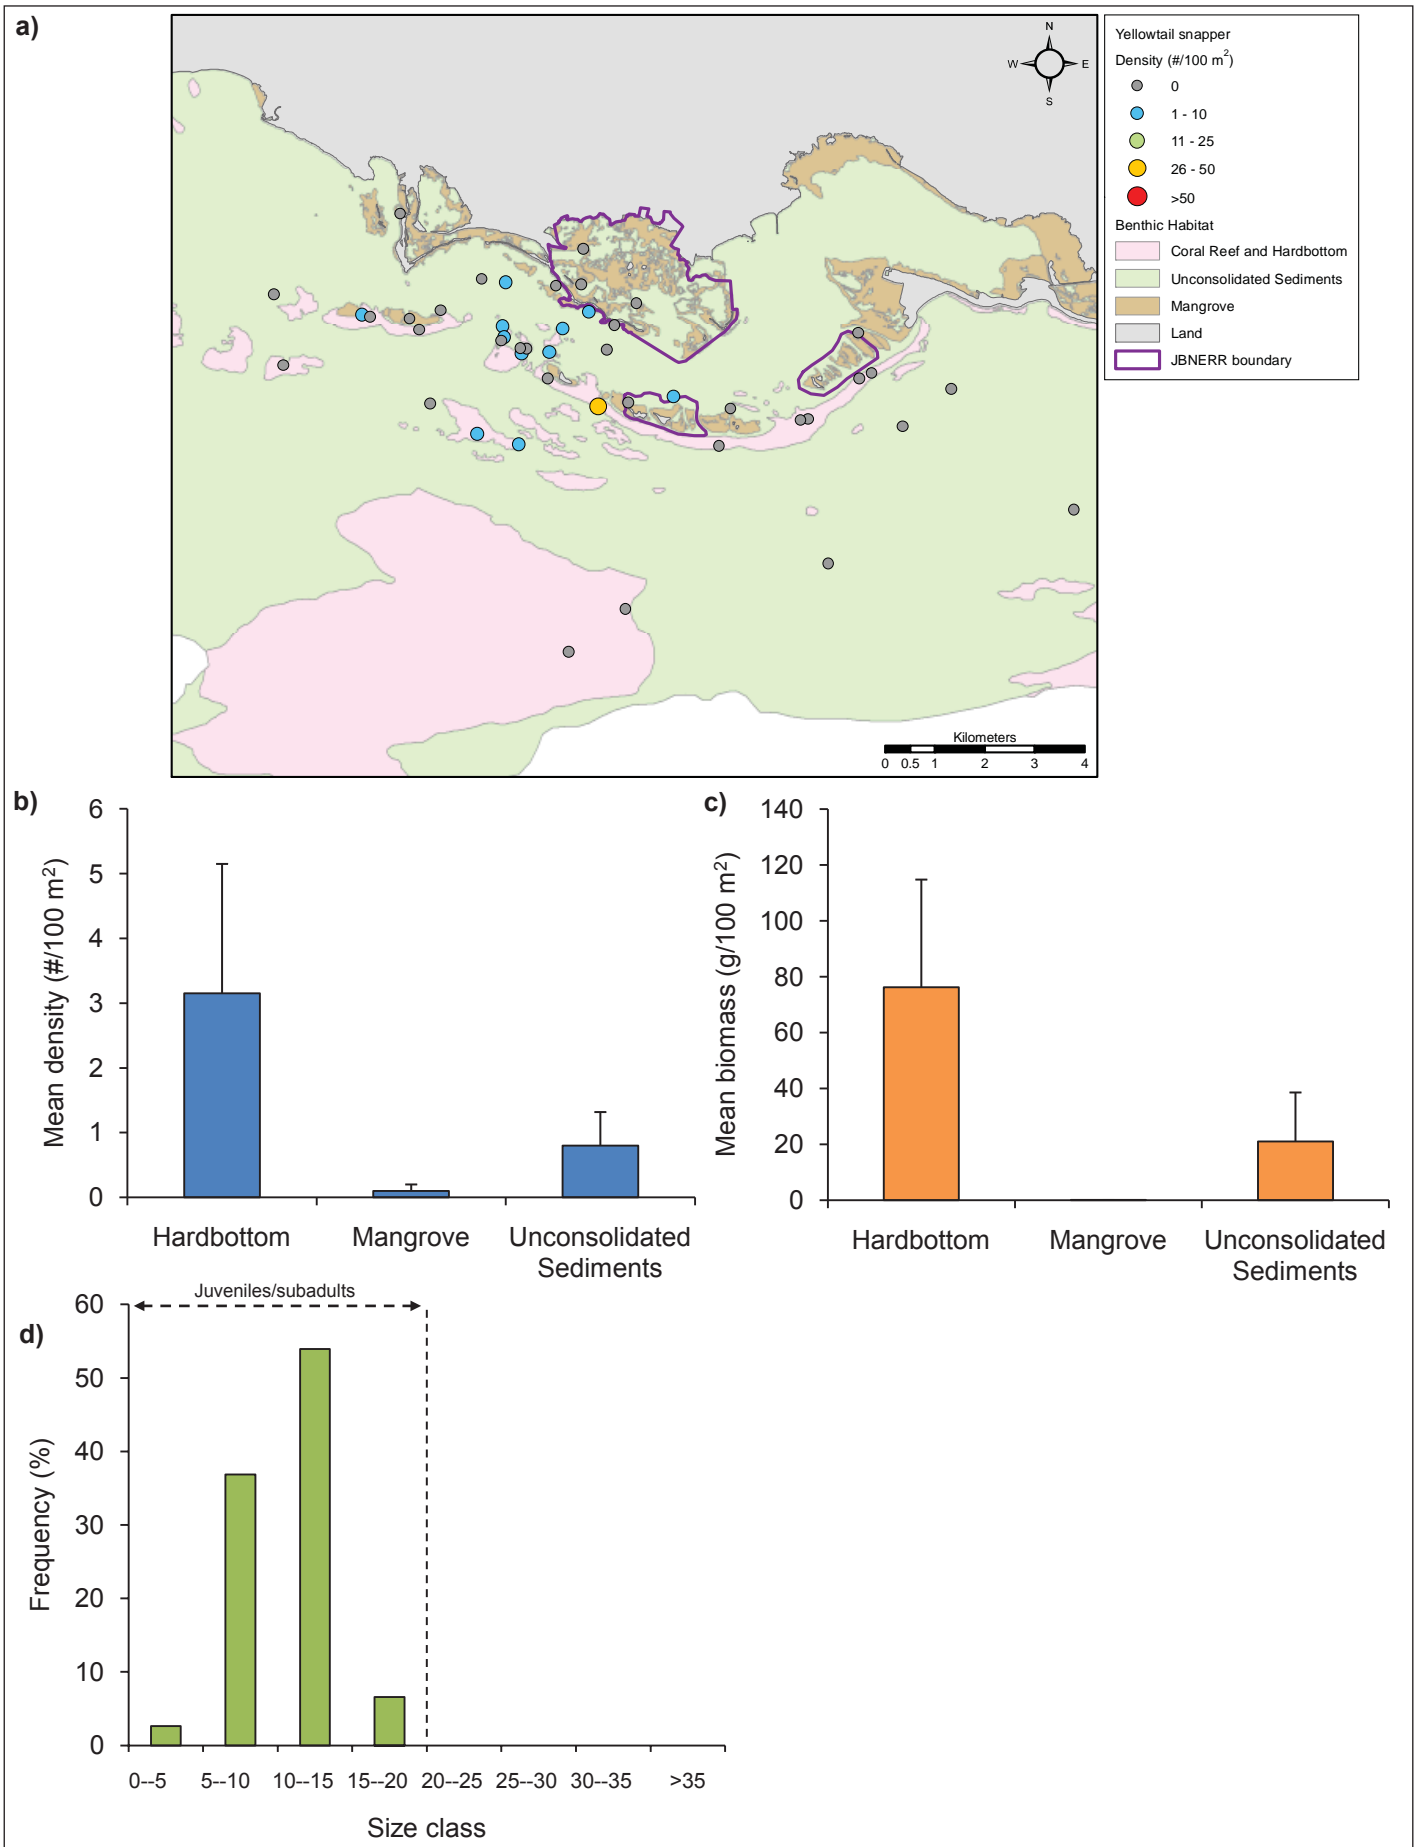 a)
N
W
E
S
Yellowtail snapper
Density (#/100 m²)
0
1 - 10
11 - 25
26 - 50
>50
Benthic Habitat
Coral Reef and Hardbottom
Unconsolidated Sediments
Mangrove
Land
JBNERR boundary
Kilometers
0 0.5 1 2 3 4
b)
Mean density (#/100 m²)
6
5
4
3
2
1
0
Hardbottom
Mangrove
Unconsolidated
Sediments
c)
Mean biomass (g/100 m²)
140
120
100
80
60
40
20
0
Hardbottom
Mangrove
Unconsolidated
Sediments
d)
Juveniles/subadults
Frequency (%)
60
50
40
30
20
10
0
0--5 5--10 10--15 15--20 20--25 25--30 30--35 >35
Size class